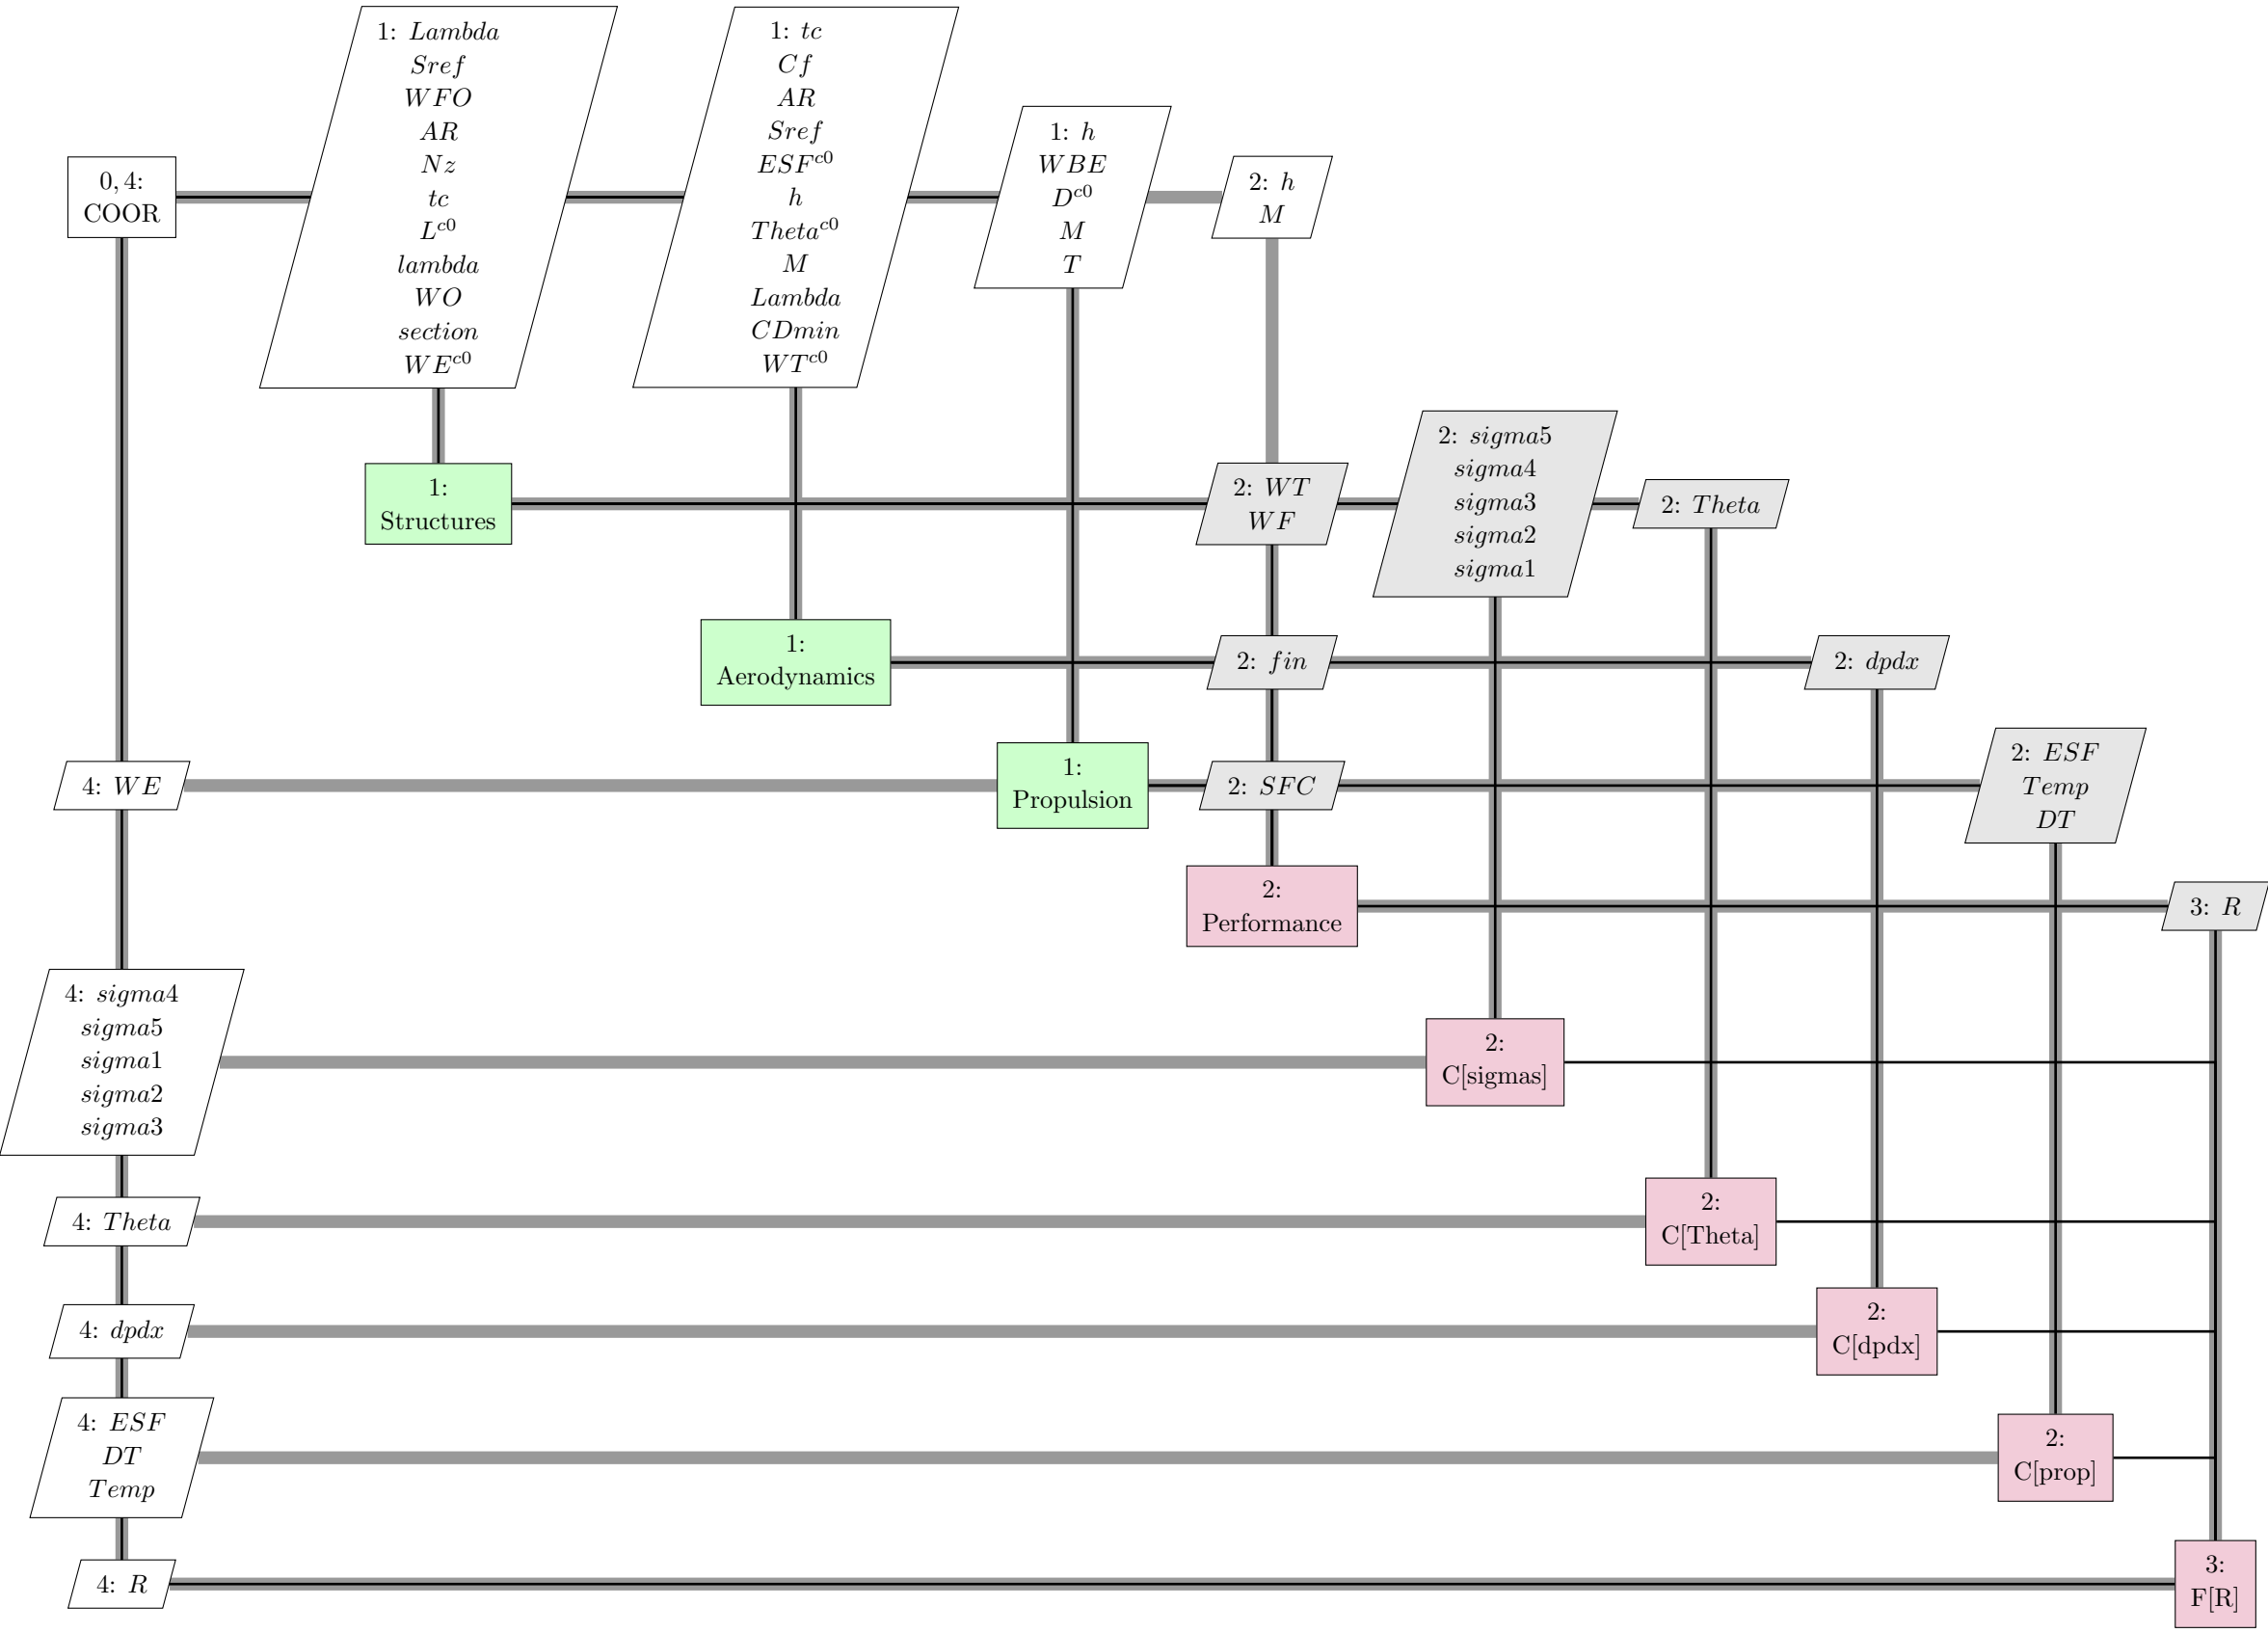 1: Lambda
Sref
WFO
AR
Nz
tc
L^c0
lambda
WO
section
WE^c0
1: tc
Cf
AR
Sref
ESF^c0
h
Theta^c0
M
Lambda
CDmin
WT^c0
1: h
WBE
D^c0
M
T
0, 4:
COOR
2: h
M
1:
Structures
2: WT
WF
2: sigma5
sigma4
sigma3
sigma2
sigma1
2: Theta
1:
Aerodynamics
2: fin
2: dpdx
4: WE
1:
Propulsion
2: SFC
2: ESF
Temp
DT
2:
Performance
3: R
4: sigma4
sigma5
sigma1
sigma2
sigma3
2:
C[sigmas]
4: Theta
2:
C[Theta]
4: dpdx
2:
C[dpdx]
4: ESF
DT
Temp
2:
C[prop]
4: R
3:
F[R]